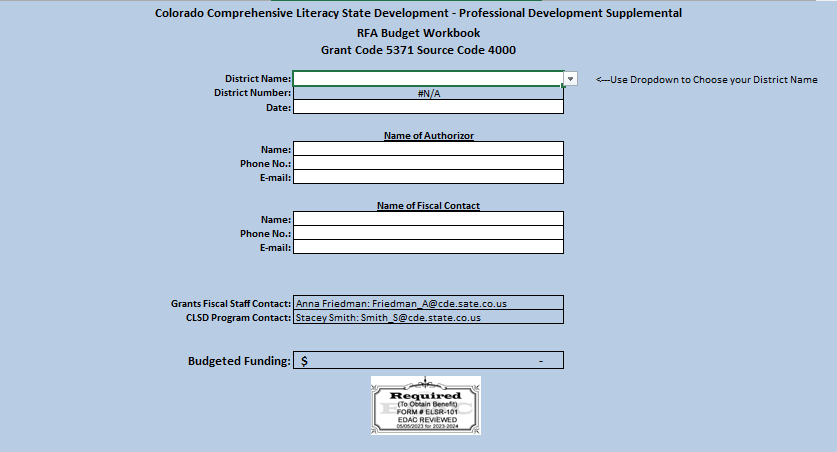 Colorado Comprehensive Literacy State Development - Professional Development Supplemental
RFA Budget Workbook
Grant Code 5371 Source Code 4000
District Name: <---Use Dropdown to Choose your District Name
District Number: #N/A
Date:
Name of Authorizor
Name:
Phone No.:
E-mail:
Name of Fiscal Contact
Name:
Phone No.:
E-mail:
Grants Fiscal Staff Contact: Anna Friedman: Friedman_A@cde.sate.co.us
CLSD Program Contact: Stacey Smith: Smith_S@cde.state.co.us
Budgeted Funding: $ -
Required
(To Obtain Benefit)
FORM # ELSR-101
EDAC REVIEWED
05/05/2023 for 2023-2024